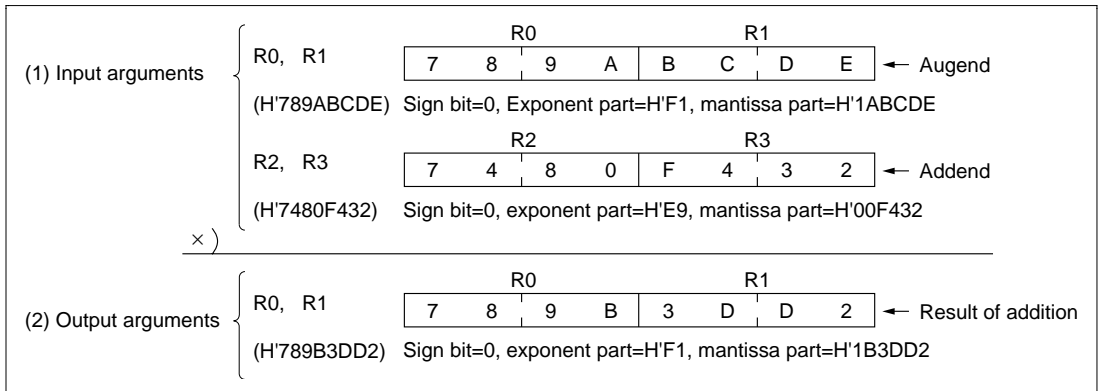 R0 R1
(1) Input arguments R0, R1 7 8 9 A B C D E ← Augend
(H'789ABCDE) Sign bit=0, Exponent part=H'F1, mantissa part=H'1ABCDE
R2 R3
R2, R3 7 4 8 0 F 4 3 2 ← Addend
(H'7480F432) Sign bit=0, exponent part=H'E9, mantissa part=H'00F432
× )
R0 R1
(2) Output arguments R0, R1 7 8 9 B 3 D D 2 ← Result of addition
(H'789B3DD2) Sign bit=0, exponent part=H'F1, mantissa part=H'1B3DD2